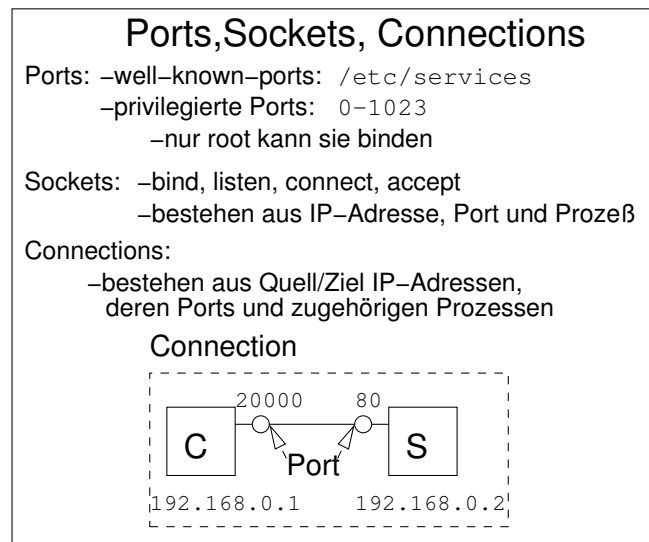 Ports,Sockets, Connections
Ports: –well–known–ports: /etc/services
–privilegierte Ports: 0–1023
–nur root kann sie binden
Sockets: –bind, listen, connect, accept
–bestehen aus IP–Adresse, Port und Prozeß
Connections:
–bestehen aus Quell/Ziel IP–Adressen,
deren Ports und zugehörigen Prozessen
Connection
20000 80
C Port S
192.168.0.1 192.168.0.2